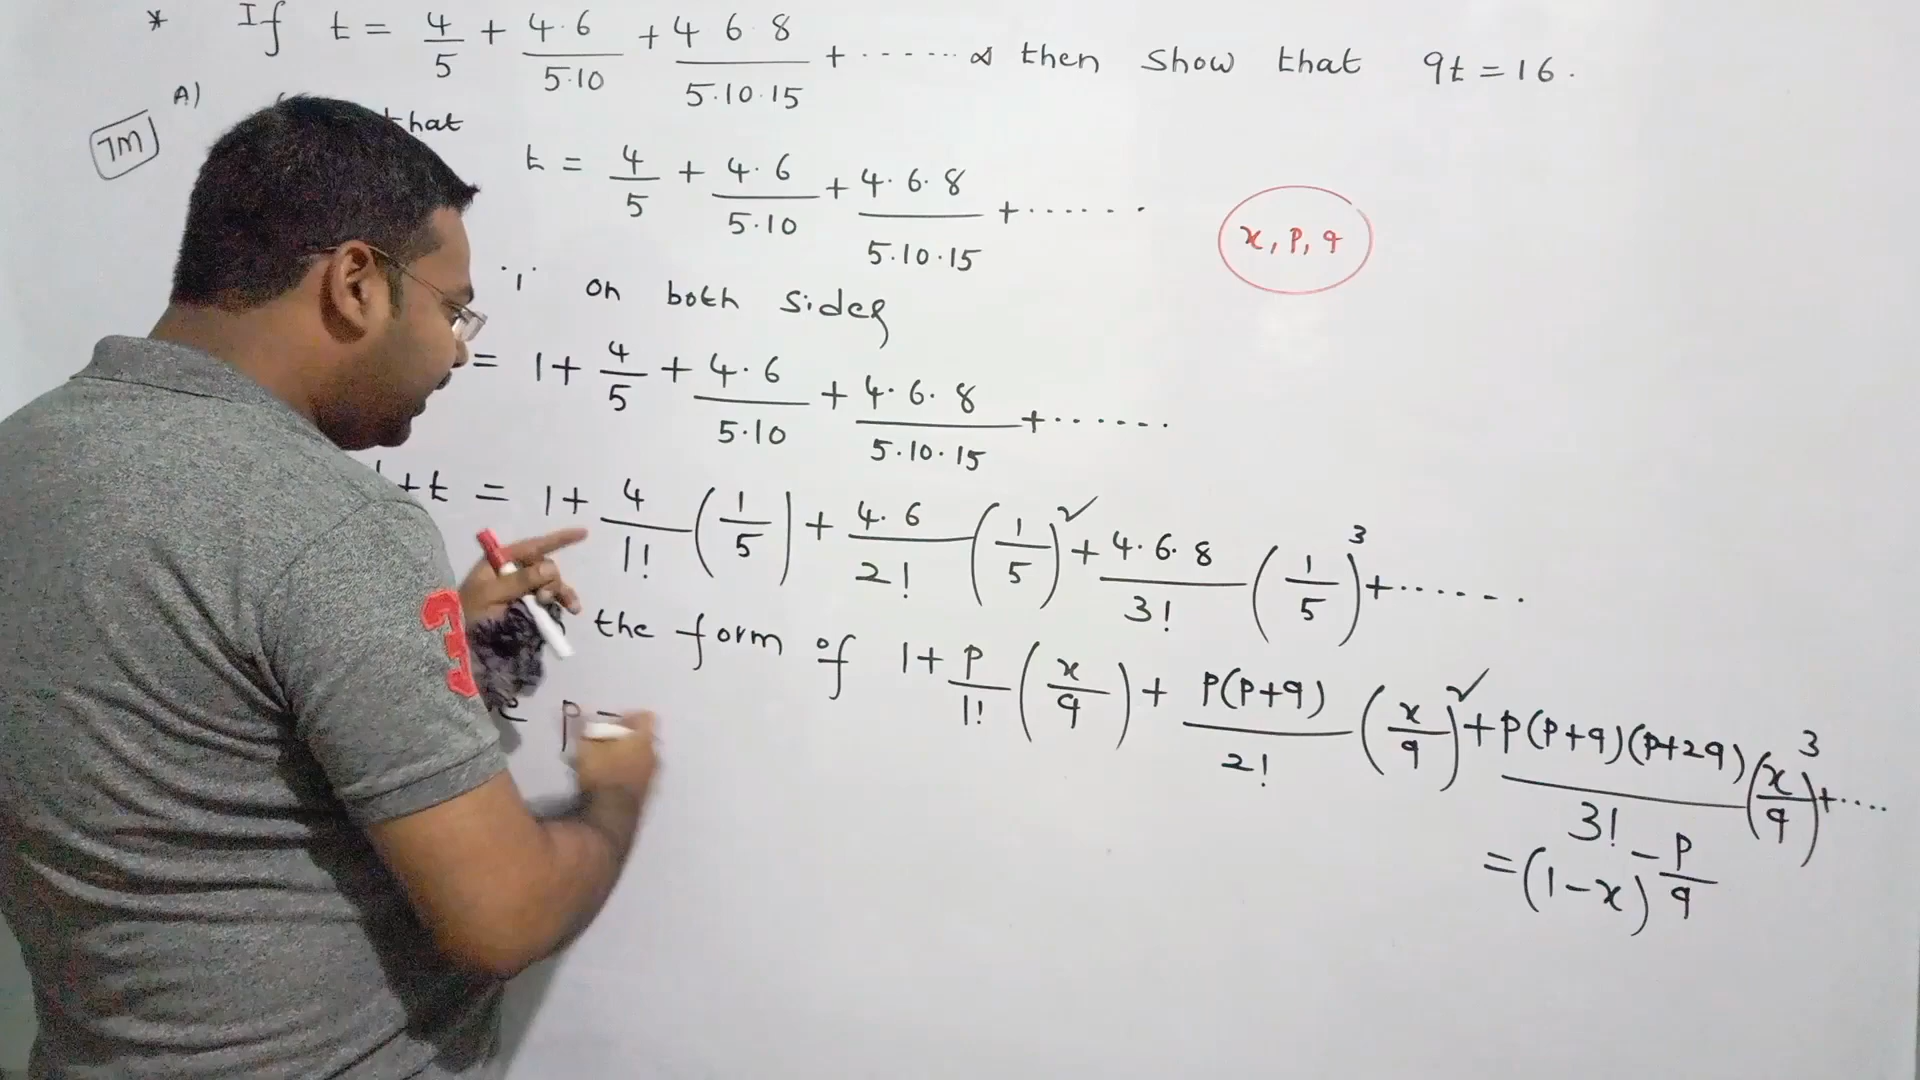 * If t = 4/5 + 4·6/5·10 + 4 6 8/5·10·15 + ······ ∞ then show that 9t = 16.
A)
7M
that
t = 4/5 + 4·6/5·10 + 4·6·8/5·10·15 + ······
x, p, q
'1' on both sides
= 1 + 4/5 + 4·6/5·10 + 4·6·8/5·10·15 + ······
1+t = 1 + 4/1! (1/5) + 4·6/2! (1/5)² + 4·6·8/3! (1/5)³ + ······
the form of 1 + p/1! (x/q) + p(p+q)/2! (x/q)² + p(p+q)(p+2q)/3! (x/q)³ + ····
= (1-x)^(-p/q)
p =
3